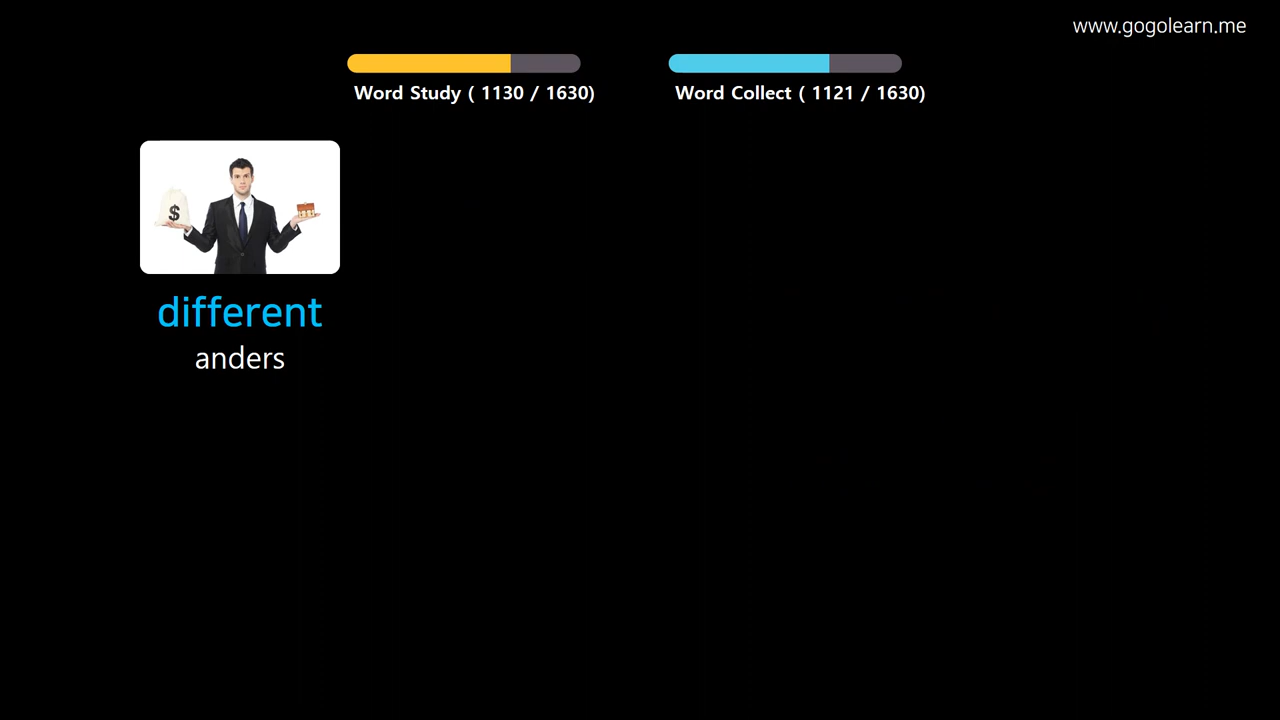 www.gogolearn.me
Word Study ( 1130 / 1630)
Word Collect ( 1121 / 1630)
$
different
anders